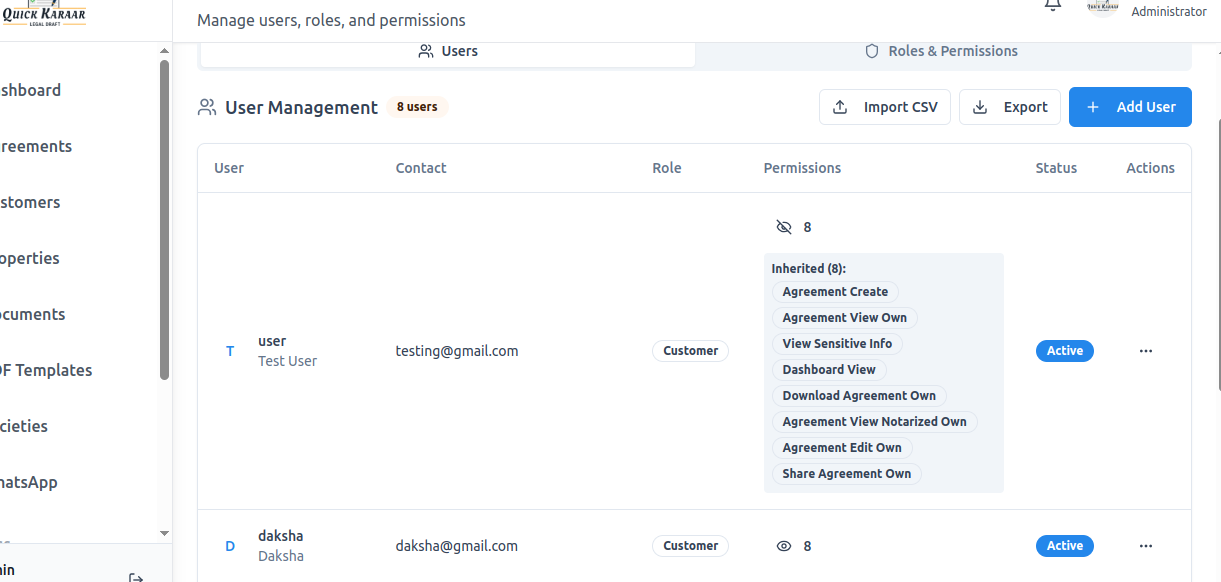 QUICK KARAAR
LEGAL DRAFT
Manage users, roles, and permissions
Administrator
shboard
reements
stomers
operties
ocuments
F Templates
cieties
hatsApp
in
Users
Roles & Permissions
User Management
8 users
Import CSV
Export
+ Add User
User Contact Role Permissions Status Actions
8
Inherited (8):
Agreement Create
Agreement View Own
View Sensitive Info
Dashboard View
Download Agreement Own
Agreement View Notarized Own
Agreement Edit Own
Share Agreement Own
T
user
Test User
testing@gmail.com
Customer
Active
...
D
daksha
Daksha
daksha@gmail.com
Customer
8
Active
...